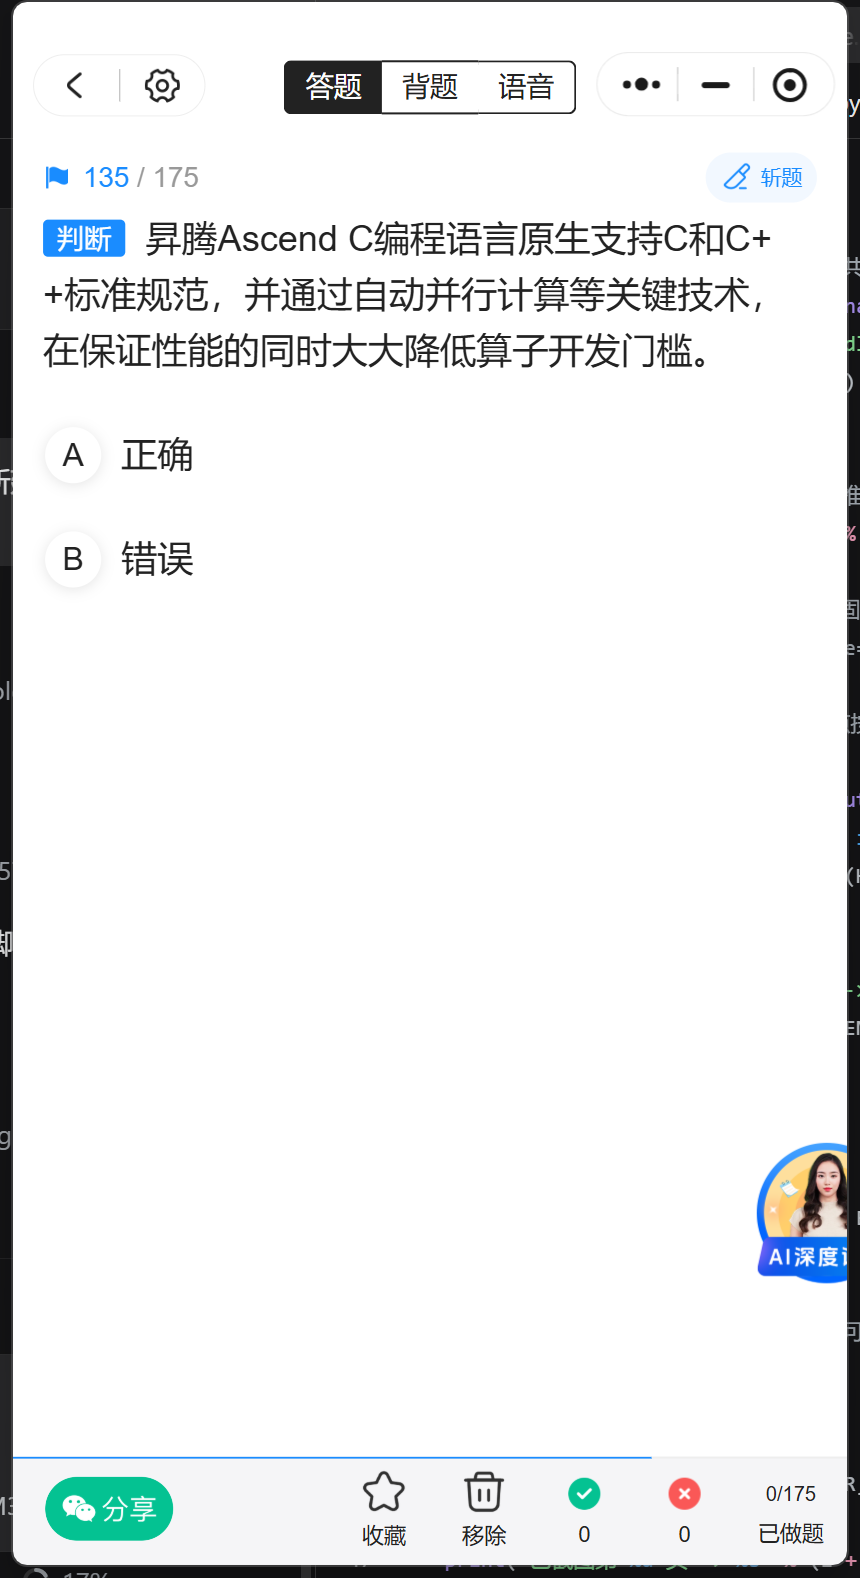 答题
背题
语音
135 / 175
斩题
判断 昇腾Ascend C编程语言原生支持C和C+
+标准规范，并通过自动并行计算等关键技术，
在保证性能的同时大大降低算子开发门槛。
A 正确
B 错误
AI深度
分享
收藏
移除
0
0
0/175
已做题
17%